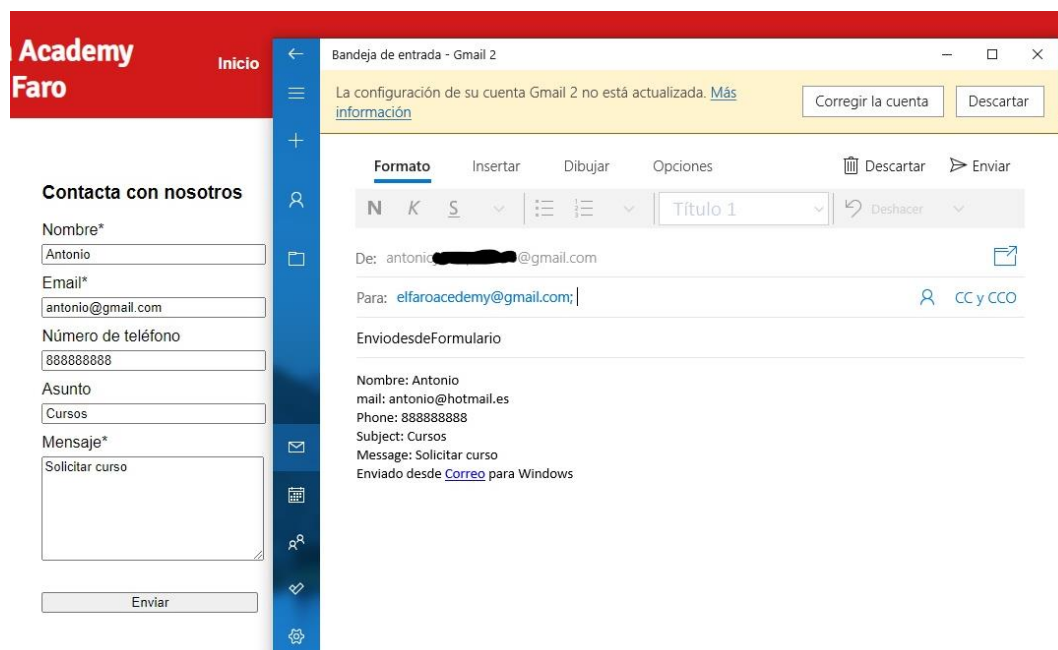 Academy
Faro
Inicio
Contacta con nosotros
Nombre*
Antonio
Email*
antonio@gmail.com
Número de teléfono
888888888
Asunto
Cursos
Mensaje*
Solicitar curso
Enviar
Bandeja de entrada - Gmail 2
La configuración de su cuenta Gmail 2 no está actualizada. Más
información
Corregir la cuenta
Descartar
Formato Insertar Dibujar Opciones Descartar Enviar
N K S Título 1 Deshacer
De: antonio @gmail.com
Para: elfaroacedemy@gmail.com; CC y CCO
EnviodesdeFormulario
Nombre: Antonio
mail: antonio@hotmail.es
Phone: 888888888
Subject: Cursos
Message: Solicitar curso
Enviado desde Correo para Windows